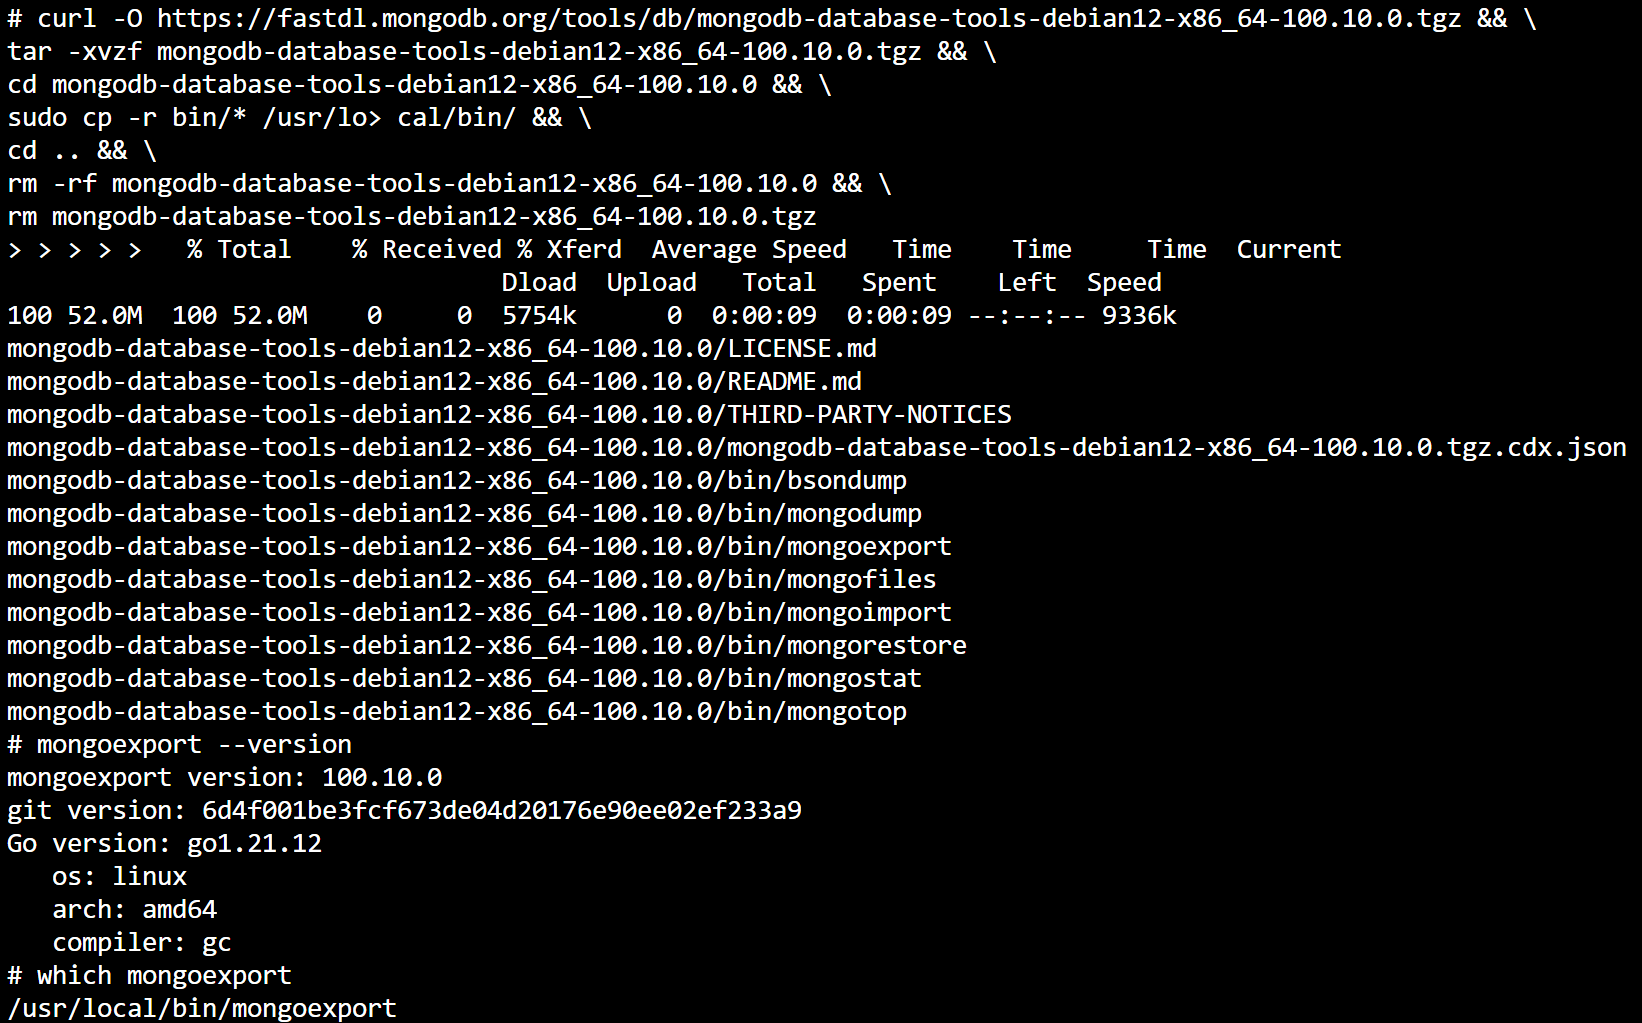 # curl -O https://fastdl.mongodb.org/tools/db/mongodb-database-tools-debian12-x86_64-100.10.0.tgz && \
tar -xvzf mongodb-database-tools-debian12-x86_64-100.10.0.tgz && \
cd mongodb-database-tools-debian12-x86_64-100.10.0 && \
sudo cp -r bin/* /usr/lo> cal/bin/ && \
cd .. && \
rm -rf mongodb-database-tools-debian12-x86_64-100.10.0 && \
rm mongodb-database-tools-debian12-x86_64-100.10.0.tgz
> > > > >   % Total    % Received % Xferd  Average Speed   Time    Time     Time  Current
                                 Dload  Upload   Total   Spent    Left  Speed
100 52.0M  100 52.0M    0     0  5754k      0  0:00:09  0:00:09 --:--:-- 9336k
mongodb-database-tools-debian12-x86_64-100.10.0/LICENSE.md
mongodb-database-tools-debian12-x86_64-100.10.0/README.md
mongodb-database-tools-debian12-x86_64-100.10.0/THIRD-PARTY-NOTICES
mongodb-database-tools-debian12-x86_64-100.10.0/mongodb-database-tools-debian12-x86_64-100.10.0.tgz.cdx.json
mongodb-database-tools-debian12-x86_64-100.10.0/bin/bsondump
mongodb-database-tools-debian12-x86_64-100.10.0/bin/mongodump
mongodb-database-tools-debian12-x86_64-100.10.0/bin/mongoexport
mongodb-database-tools-debian12-x86_64-100.10.0/bin/mongofiles
mongodb-database-tools-debian12-x86_64-100.10.0/bin/mongoimport
mongodb-database-tools-debian12-x86_64-100.10.0/bin/mongorestore
mongodb-database-tools-debian12-x86_64-100.10.0/bin/mongostat
mongodb-database-tools-debian12-x86_64-100.10.0/bin/mongotop
# mongoexport --version
mongoexport version: 100.10.0
git version: 6d4f001be3fcf673de04d20176e90ee02ef233a9
Go version: go1.21.12
   os: linux
   arch: amd64
   compiler: gc
# which mongoexport
/usr/local/bin/mongoexport